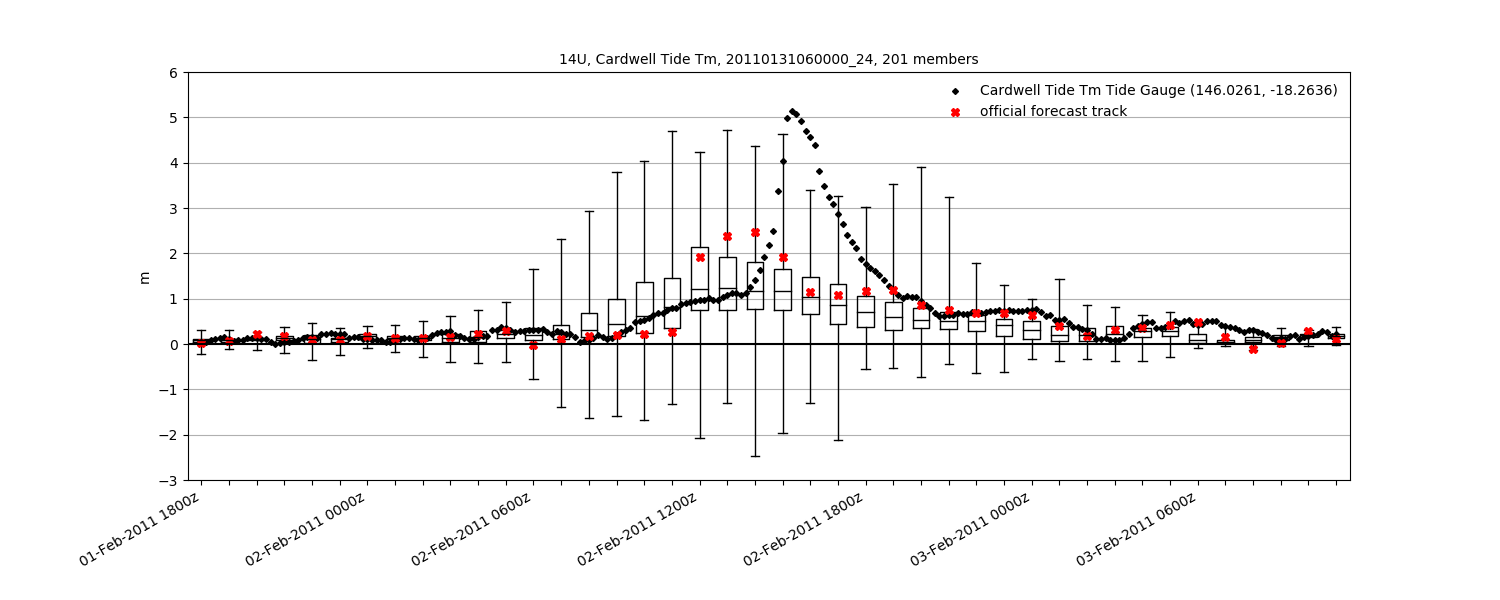 14U, Cardwell Tide Tm, 20110131060000_24, 201 members
Cardwell Tide Tm Tide Gauge (146.0261, -18.2636)
official forecast track
m
6
5
4
3
2
1
0
−1
−2
−3
01-Feb-2011 1800z
02-Feb-2011 0000z
02-Feb-2011 0600z
02-Feb-2011 1200z
02-Feb-2011 1800z
03-Feb-2011 0000z
03-Feb-2011 0600z